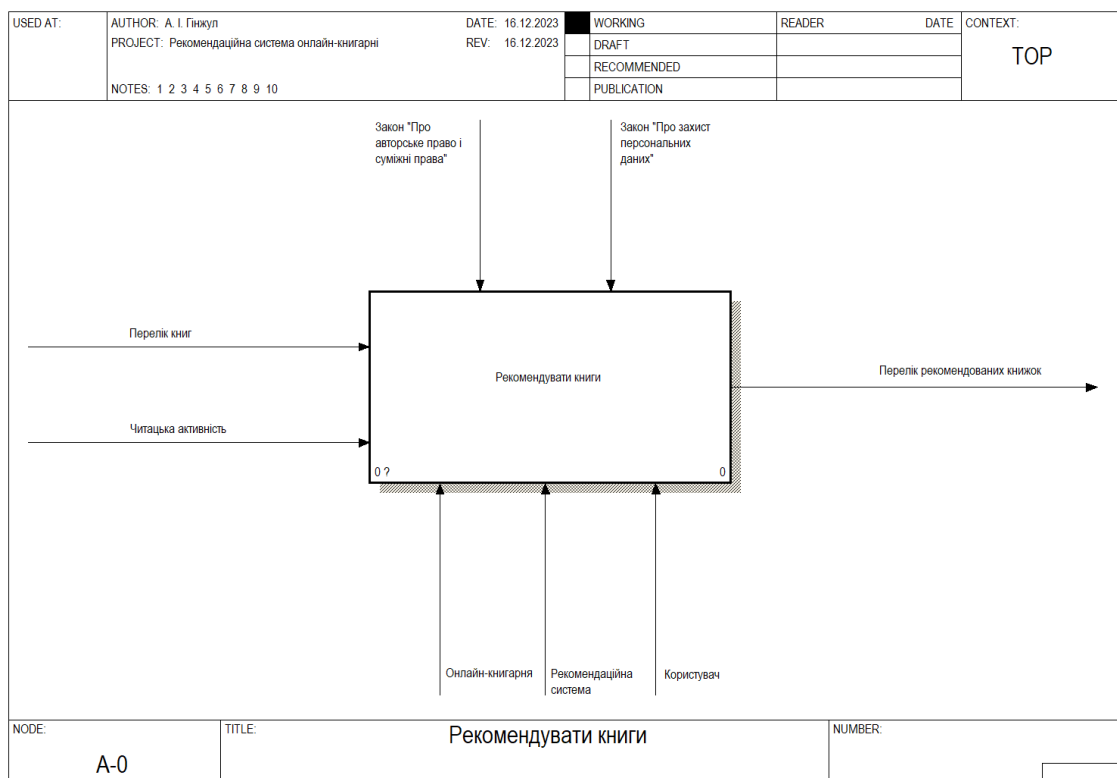 USED AT:
AUTHOR: А. І. Гінжул
DATE: 16.12.2023
WORKING
READER
DATE
CONTEXT:
PROJECT: Рекомендаційна система онлайн-книгарні
REV: 16.12.2023
DRAFT
TOP
RECOMMENDED
NOTES: 1 2 3 4 5 6 7 8 9 10
PUBLICATION
Закон "Про
авторське право і
суміжні права"
Закон "Про захист
персональних
даних"
Перелік книг
Рекомендувати книги
Перелік рекомендованих книжок
Читацька активність
0 ?
0
Онлайн-книгарня
Рекомендаційна
система
Користувач
NODE:
TITLE:
Рекомендувати книги
NUMBER:
A-0